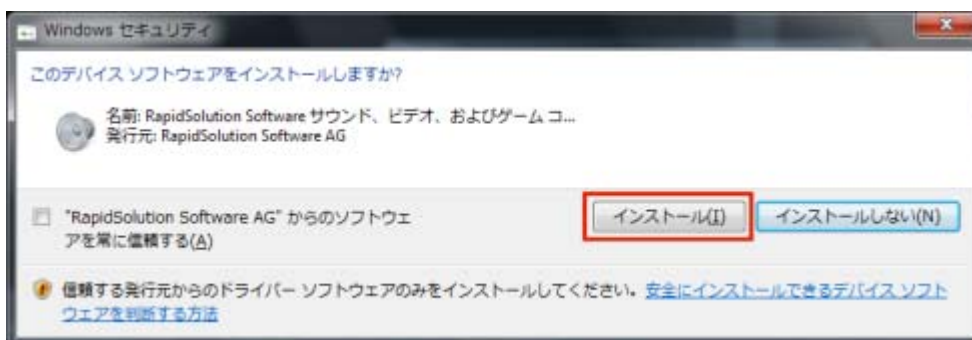 Windows セキュリティ
このデバイス ソフトウェアをインストールしますか?
名前: RapidSolution Software サウンド、ビデオ、およびゲーム コ...
発行元: RapidSolution Software AG
"RapidSolution Software AG" からのソフトウェ
アを常に信頼する(A)
インストール(I)
インストールしない(N)
信頼する発行元からのドライバー ソフトウェアのみをインストールしてください。安全にインストールできるデバイス ソフト
ウェアを判断する方法